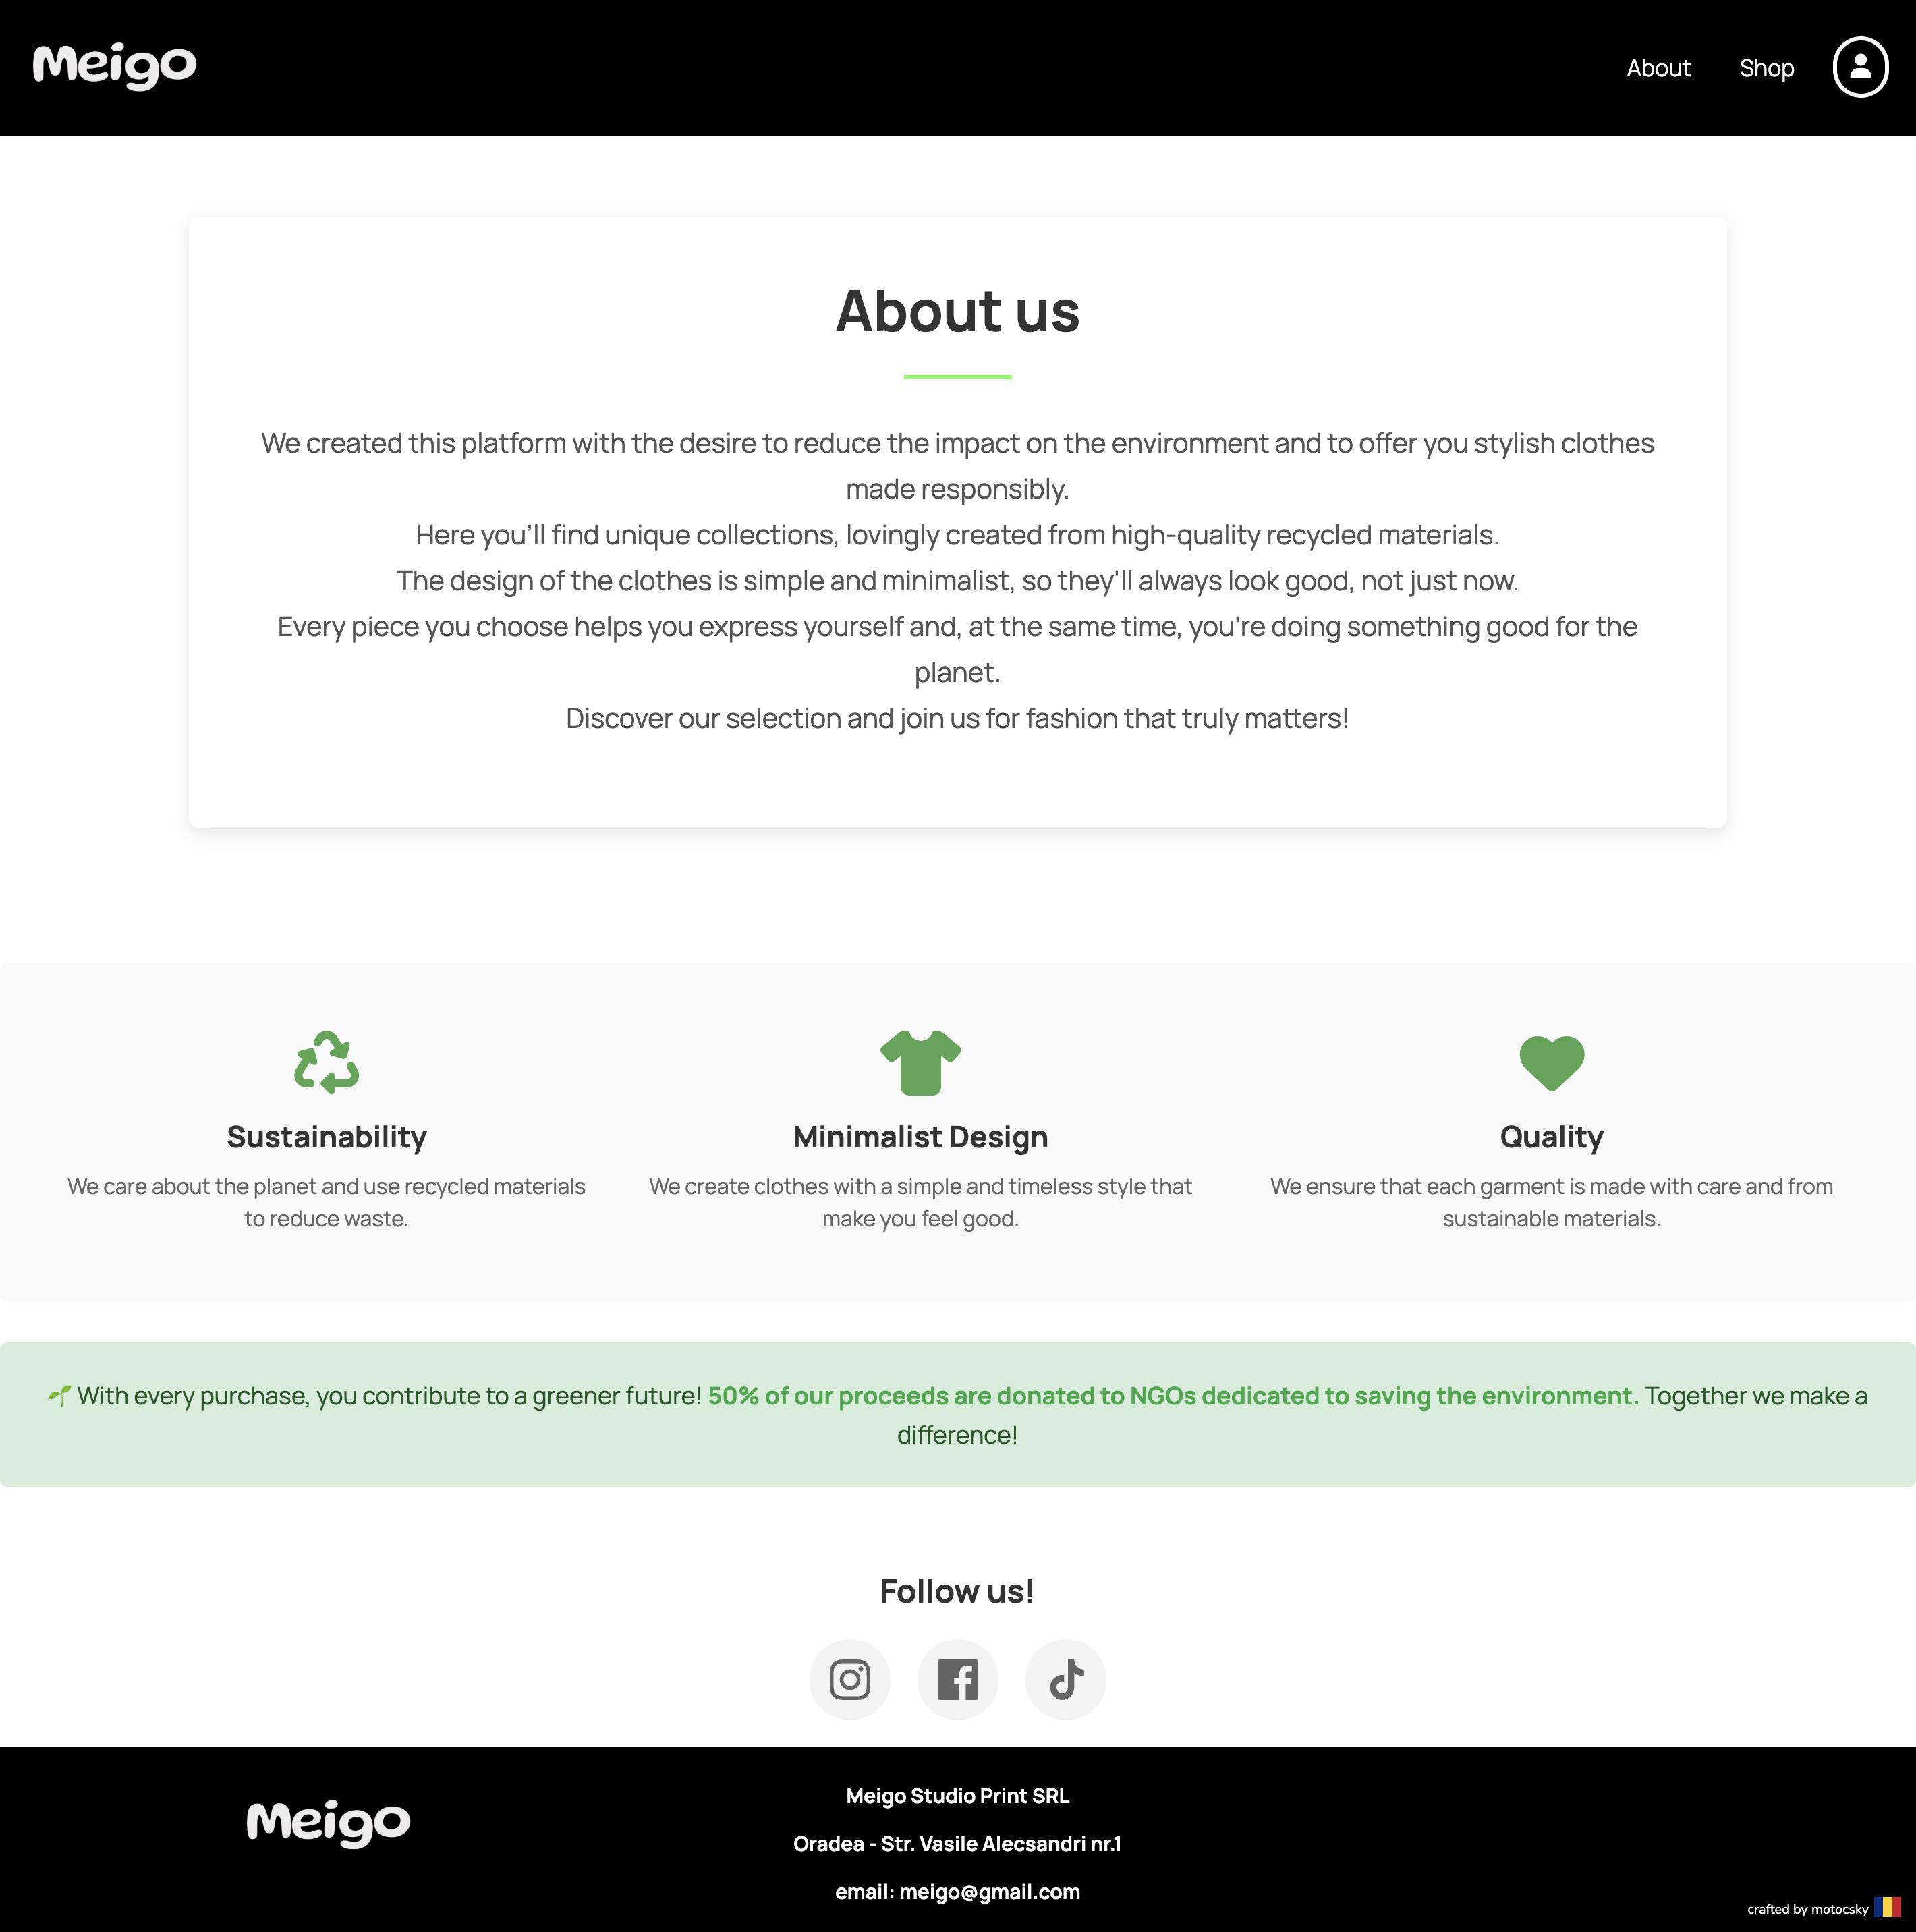 Meigo
About
Shop
About us
We created this platform with the desire to reduce the impact on the environment and to offer you stylish clothes
made responsibly.
Here you’ll find unique collections, lovingly created from high-quality recycled materials.
The design of the clothes is simple and minimalist, so they'll always look good, not just now.
Every piece you choose helps you express yourself and, at the same time, you’re doing something good for the
planet.
Discover our selection and join us for fashion that truly matters!
Sustainability
We care about the planet and use recycled materials
to reduce waste.
Minimalist Design
We create clothes with a simple and timeless style that
make you feel good.
Quality
We ensure that each garment is made with care and from
sustainable materials.
🌱 With every purchase, you contribute to a greener future! 50% of our proceeds are donated to NGOs dedicated to saving the environment. Together we make a
difference!
Follow us!
Meigo
Meigo Studio Print SRL
Oradea - Str. Vasile Alecsandri nr.1
email: meigo@gmail.com
crafted by motocsky